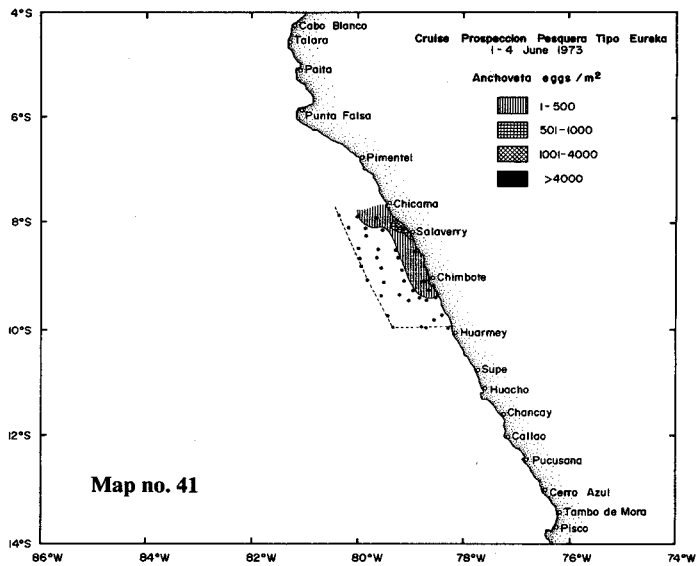 4°S
Cabo Blanco
Talara
Cruise Prospeccion Pesquera Tipo Eureka
1-4 June 1973
Paita
Anchoveta eggs /m²
1-500
6°S
Punta Falsa
501-1000
1001-4000
Pimentel
>4000
Chicama
8°S
Salaverry
Chimbote
10°S
Huarmey
Supe
Huacho
Chancay
12°S
Callao
Pucusana
Map no. 41
Cerro Azul
Tambo de Mora
Pisco
14°S
86°W
84°W
82°W
80°W
78°W
76°W
74°W